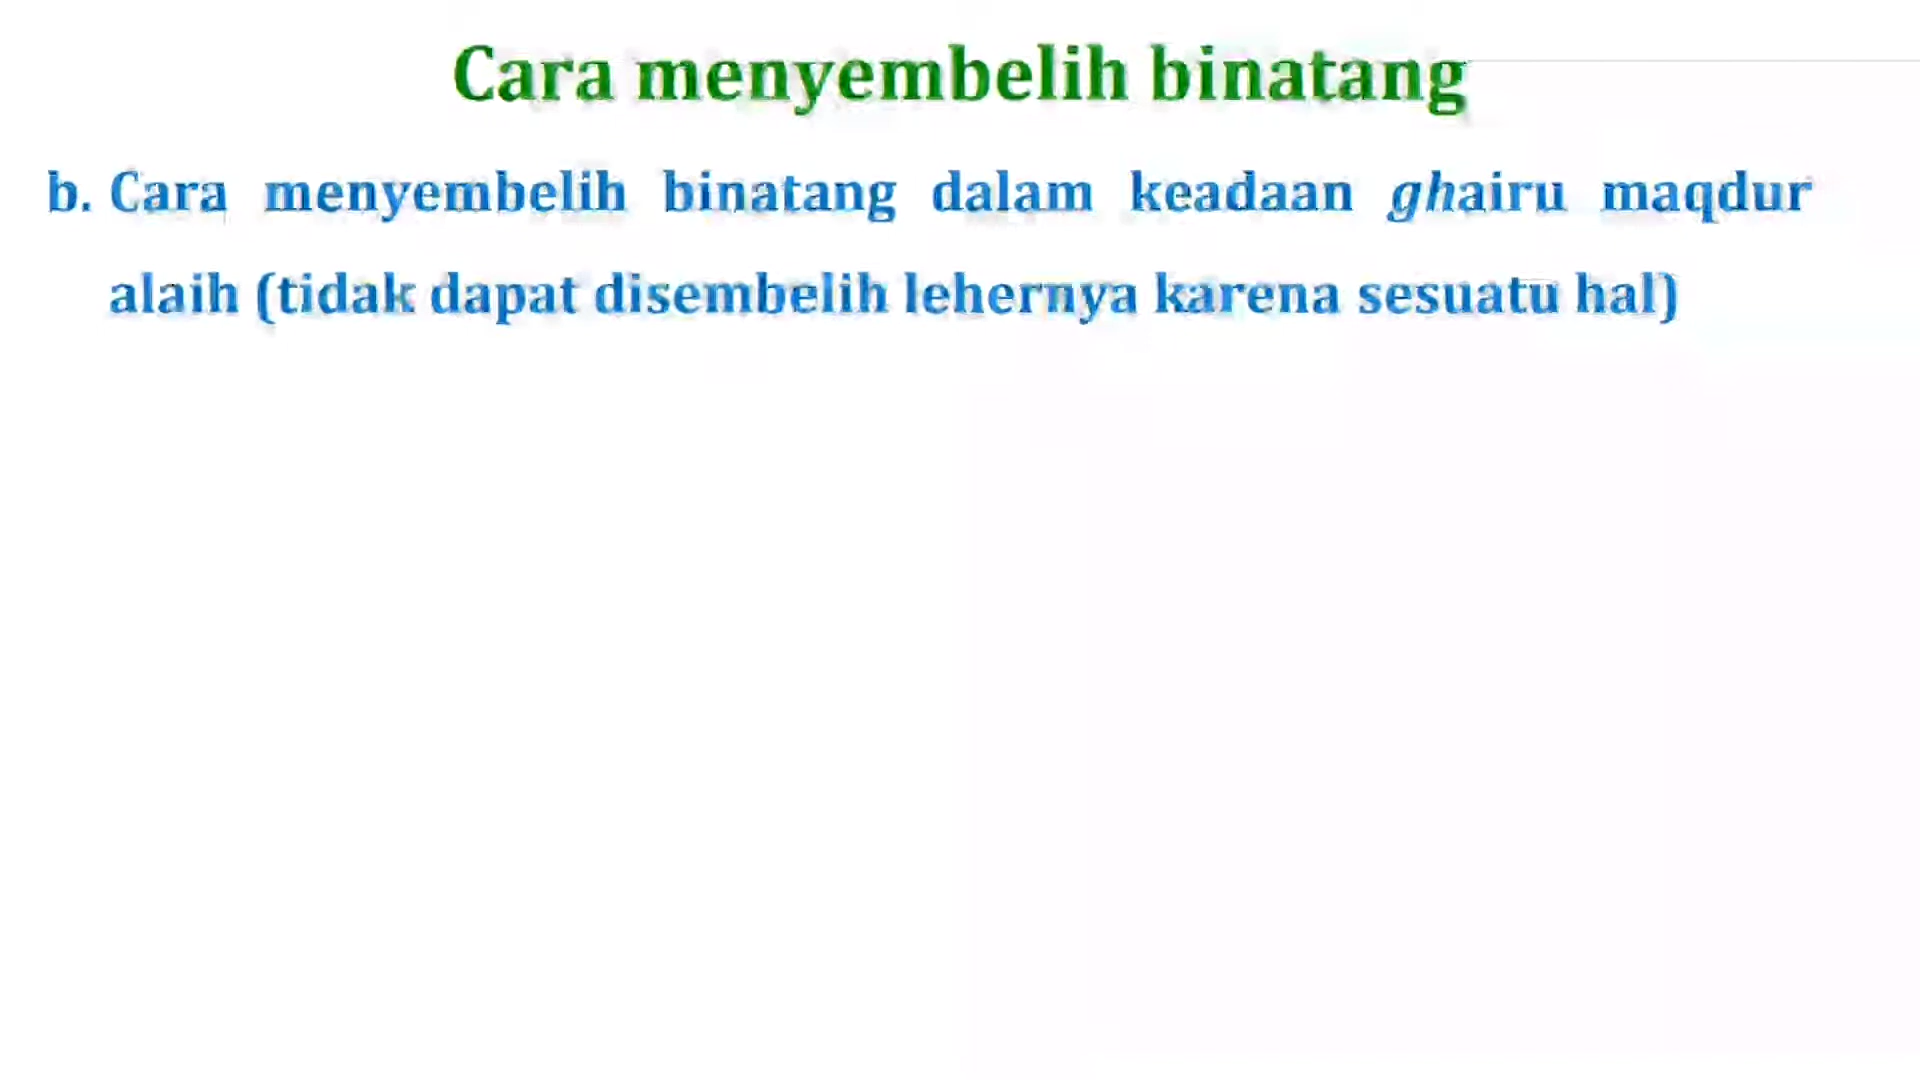 Cara menyembelih binatang
b. Cara menyembelih binatang dalam keadaan ghairu maqdur
alaih (tidak dapat disembelih lehernya karena sesuatu hal)